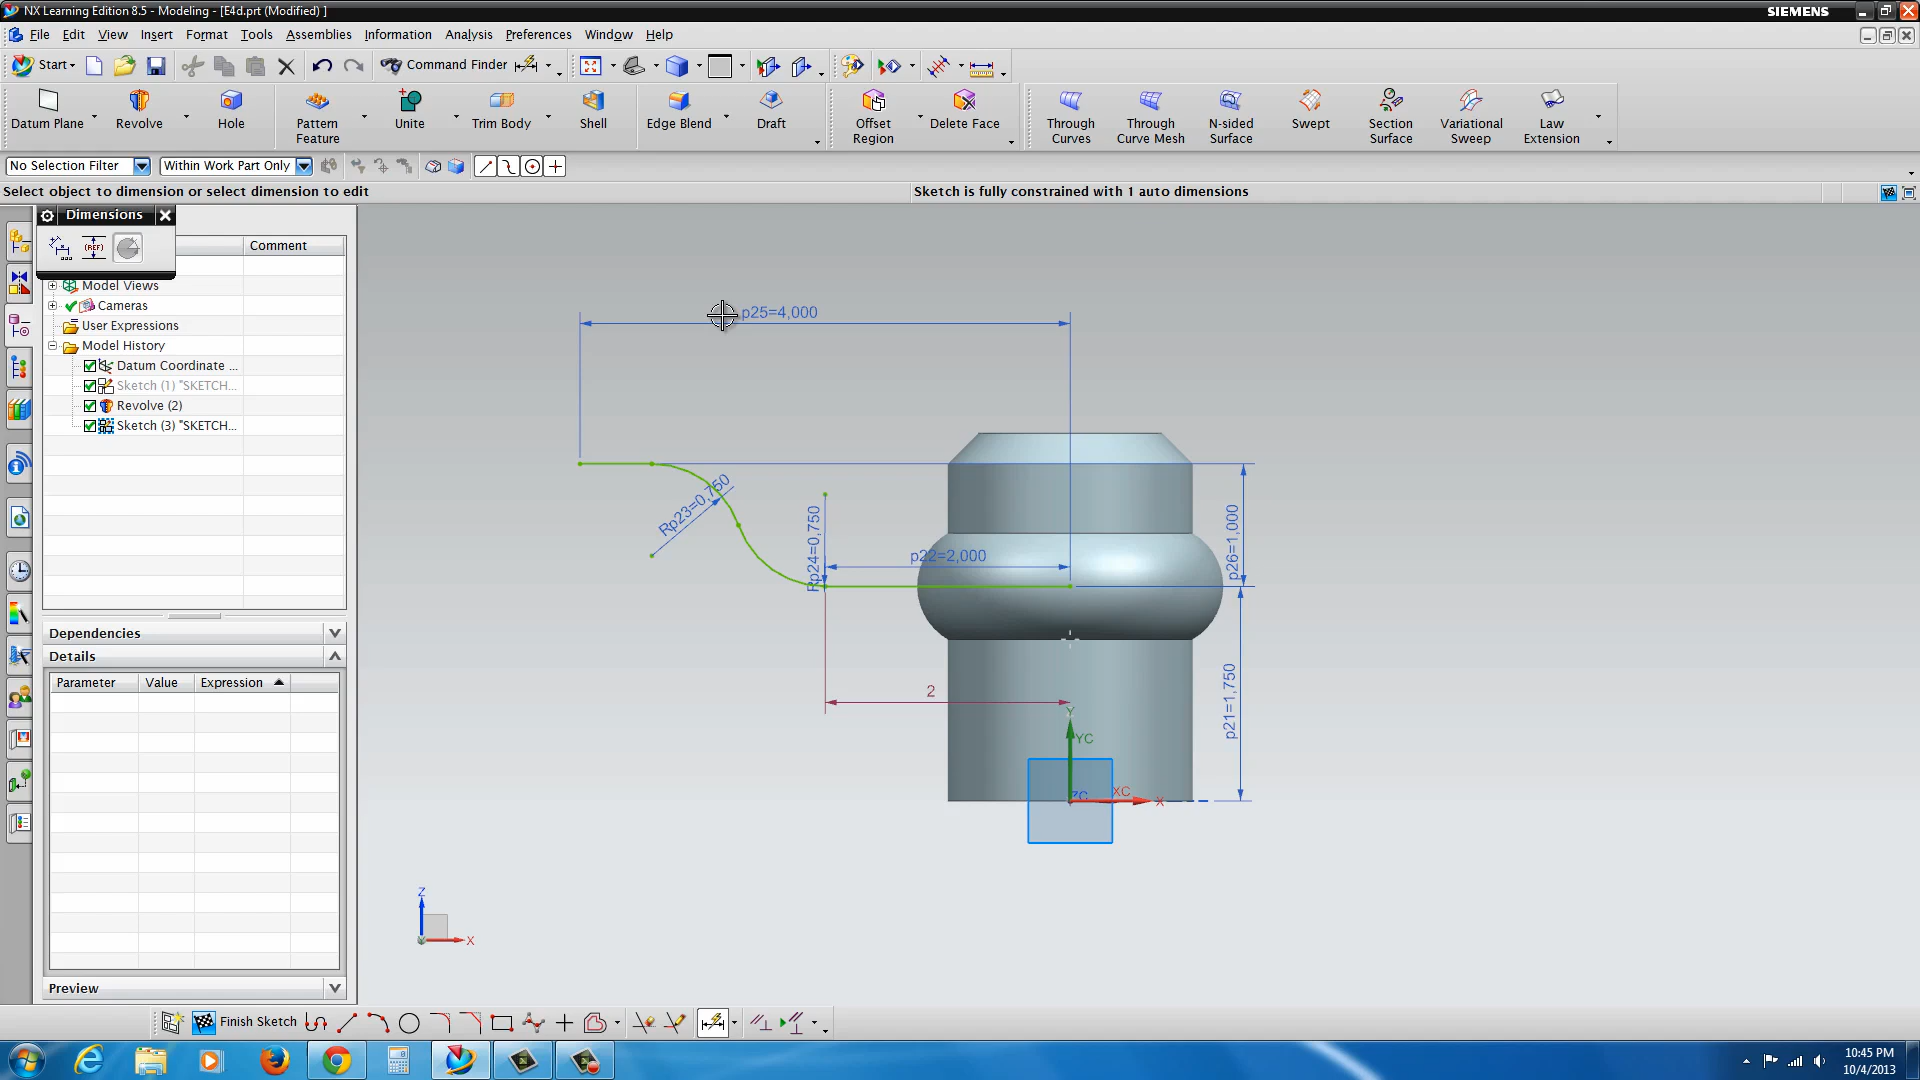 NX Learning Edition 8.5 - Modeling - [E4d.prt (Modified) ]
SIEMENS
File Edit View Insert Format Tools Assemblies Information Analysis Preferences Window Help
Start Command Finder
Datum Plane Revolve Hole Pattern Feature Unite Trim Body Shell Edge Blend Draft Offset Region Delete Face Through Curves Through Curve Mesh N-sided Surface Swept Section Surface Variational Sweep Law Extension
No Selection Filter Within Work Part Only
Select object to dimension or select dimension to edit
Sketch is fully constrained with 1 auto dimensions
Dimensions
(REF)
Comment
Model Views
Cameras
User Expressions
Model History
Datum Coordinate ...
Sketch (1) "SKETCH...
Revolve (2)
Sketch (3) "SKETCH...
Dependencies
Details
Parameter Value Expression
Preview
p25=4,000
Rp23=0,750
Rp24=0,750
p22=2,000
p26=1,000
p21=1,750
2
Y
YC
ZC
XC
X
Z
Y
X
Finish Sketch
10:45 PM
10/4/2013